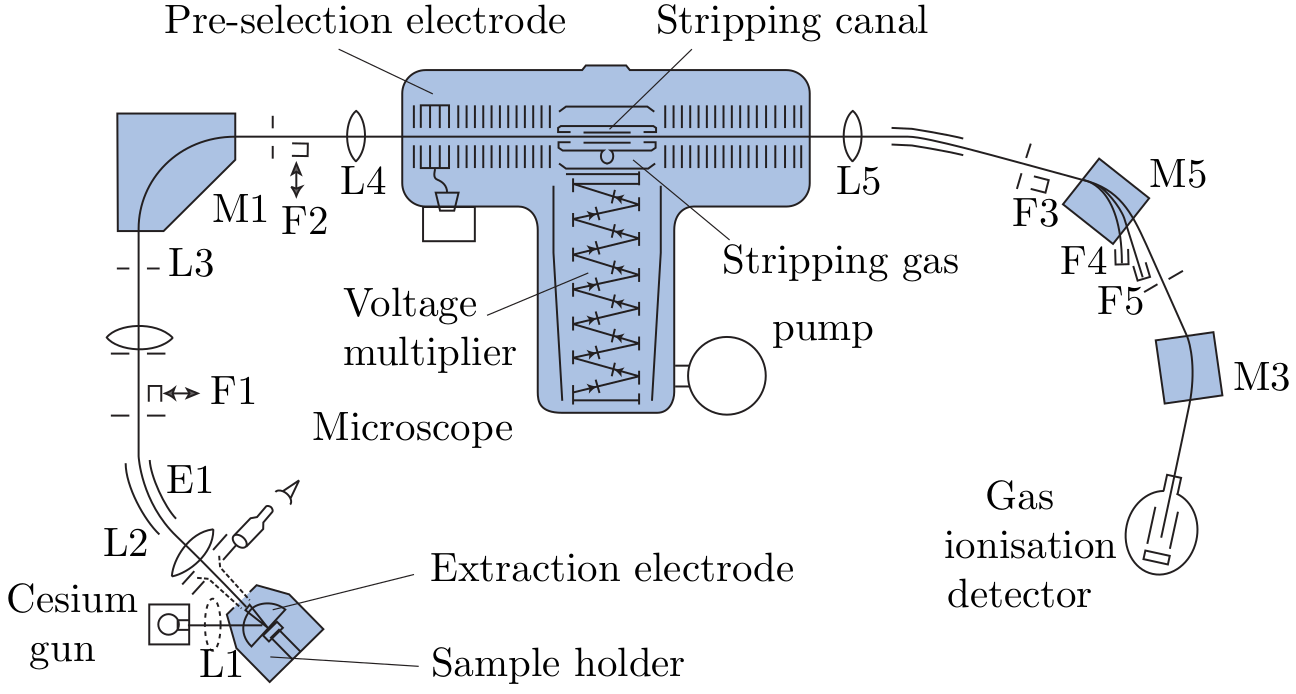 Pre-selection electrode
Stripping canal
L4
L5
M1
F2
M5
F3
L3
Stripping gas
pump
F4
F5
Voltage
multiplier
F1
M3
Microscope
E1
L2
Gas
ionisation
detector
Extraction electrode
Cesium
gun
L1
Sample holder